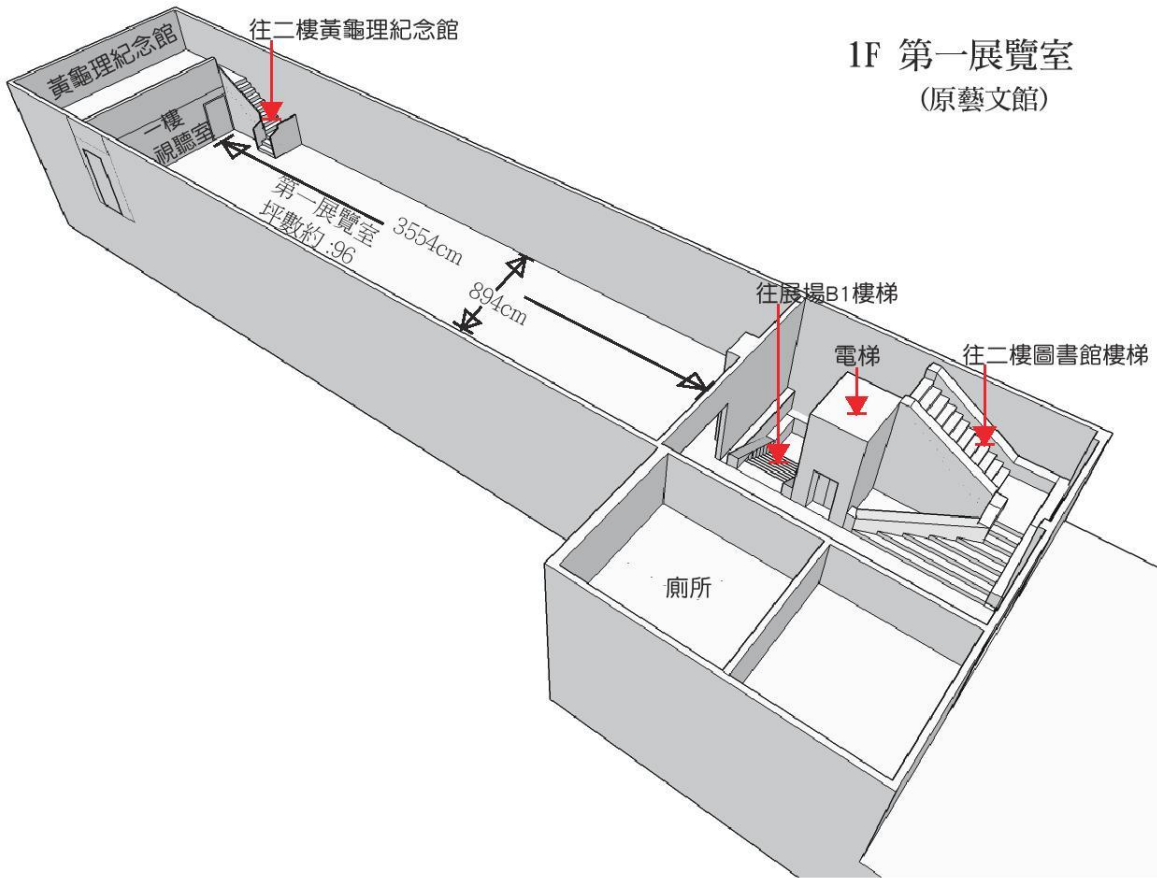 1F 第一展覽室
(原藝文館)
往二樓黃龜理紀念館
黃龜理紀念館
一樓
視聽室
第一展覽室
坪數約 :96
3554cm
894cm
往展場B1樓梯
電梯
往二樓圖書館樓梯
廁所